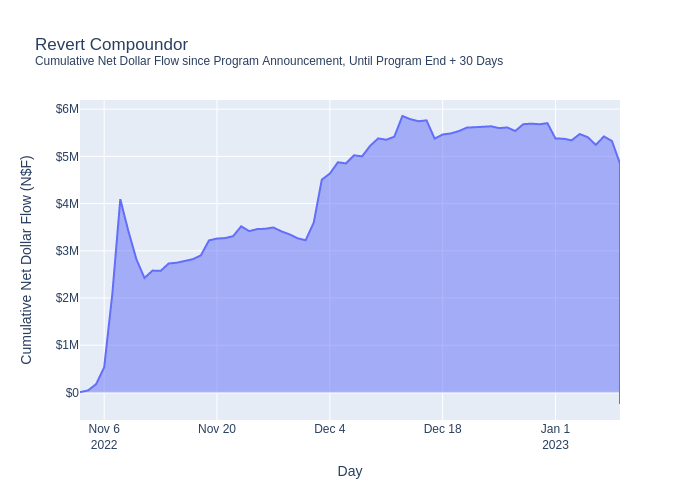 Revert Compoundor
Cumulative Net Dollar Flow since Program Announcement, Until Program End + 30 Days
Cumulative Net Dollar Flow (N$F)
$6M
$5M
$4M
$3M
$2M
$1M
$0
Nov 6
2022
Nov 20
Dec 4
Dec 18
Jan 1
2023
Day